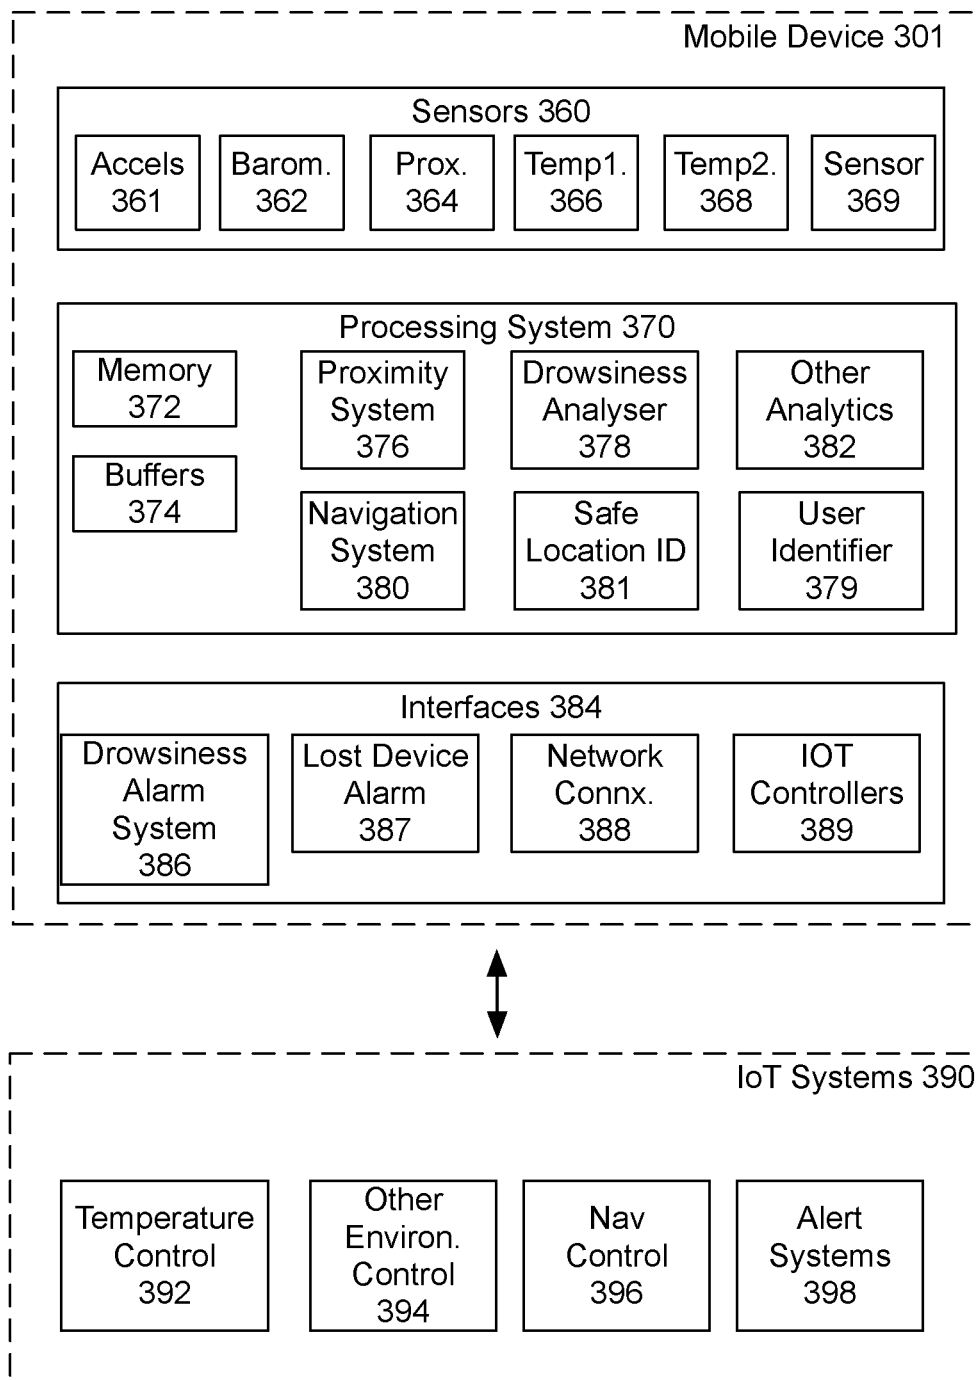 Mobile Device 301
Sensors 360
Accels
361
Barom.
362
Prox.
364
Temp1.
366
Temp2.
368
Sensor
369
Processing System 370
Memory
372
Buffers
374
Proximity
System
376
Drowsiness
Analyser
378
Other
Analytics
382
Navigation
System
380
Safe
Location ID
381
User
Identifier
379
Interfaces 384
Drowsiness
Alarm
System
386
Lost Device
Alarm
387
Network
Connx.
388
IOT
Controllers
389
IoT Systems 390
Temperature
Control
392
Other
Environ.
Control
394
Nav
Control
396
Alert
Systems
398